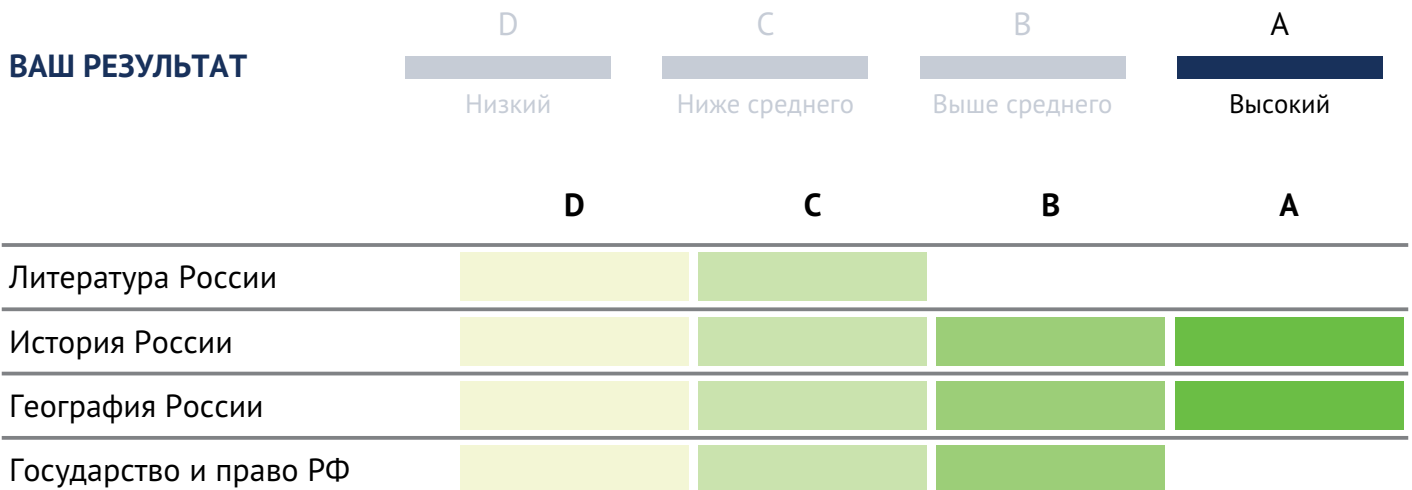 D C B A
ВАШ РЕЗУЛЬТАТ
Низкий Ниже среднего Выше среднего Высокий
D C B A
Литература России
История России
География России
Государство и право РФ